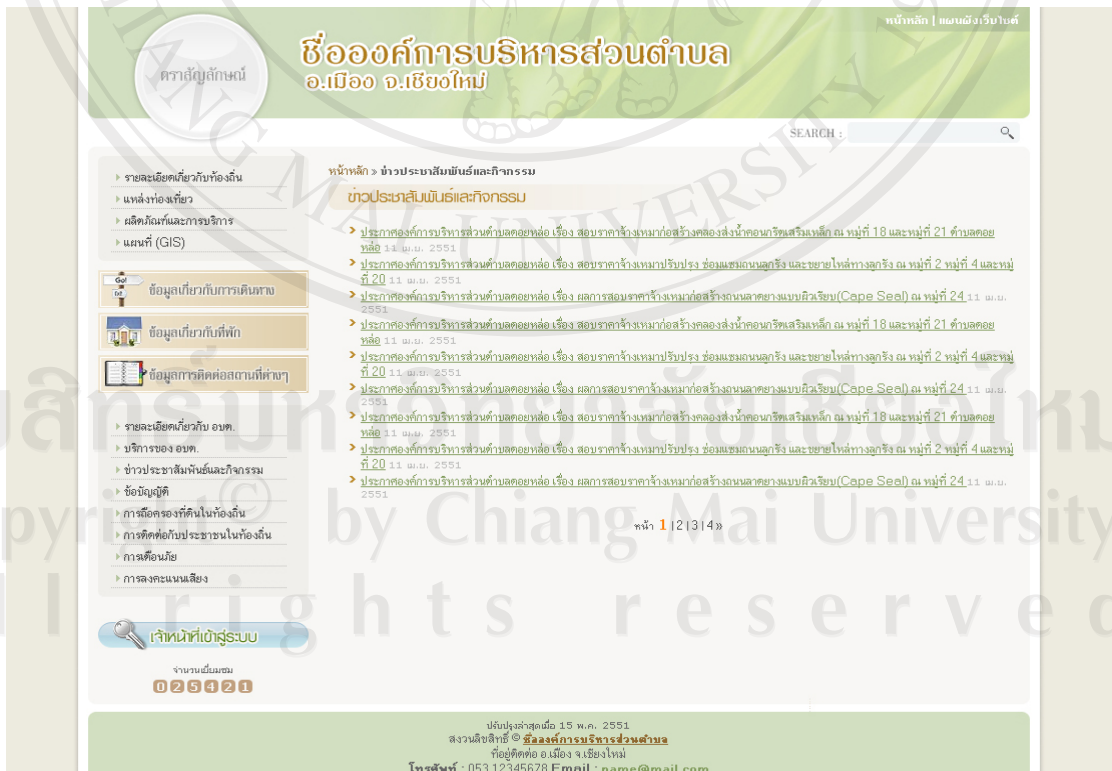 หน้าหลัก | แผนผังเว็บไซต์
ตราสัญลักษณ์
ชื่อองค์การบริหารส่วนตำบล
อ.เมือง จ.เชียงใหม่
SEARCH :
รายละเอียดเกี่ยวกับท้องถิ่น
แหล่งท่องเที่ยว
ผลิตภัณฑ์และการบริการ
แผนที่ (GIS)
Go!
ข้อมูลเกี่ยวกับการเดินทาง
ข้อมูลเกี่ยวกับที่พัก
ข้อมูลการติดต่อสถานที่ต่างๆ
รายละเอียดเกี่ยวกับ อบต.
บริการของ อบต.
ข่าวประชาสัมพันธ์และกิจกรรม
ข้อบัญญัติ
การถือครองที่ดินในท้องถิ่น
การติดต่อกับประชาชนในท้องถิ่น
การเตือนภัย
การลงคะแนนเสียง
เจ้าหน้าที่เข้าสู่ระบบ
จำนวนเยี่ยมชม
025421
หน้าหลัก » ข่าวประชาสัมพันธ์และกิจกรรม
ข่าวประชาสัมพันธ์และกิจกรรม
ประกาศองค์การบริหารส่วนตำบลดอยหล่อ เรื่อง สอบราคาจ้างเหมาก่อสร้างคลองส่งน้ำคอนกรีตเสริมเหล็ก ณ หมู่ที่ 18 และหมู่ที่ 21 ตำบลดอย
หล่อ 11 เม.ย. 2551
ประกาศองค์การบริหารส่วนตำบลดอยหล่อ เรื่อง สอบราคาจ้างเหมาปรับปรุง ซ่อมแซมถนนลูกรัง และขยายไหล่ทางลูกรัง ณ หมู่ที่ 2 หมู่ที่ 4 และหมู่
ที่ 20 11 เม.ย. 2551
ประกาศองค์การบริหารส่วนตำบลดอยหล่อ เรื่อง ผลการสอบราคาจ้างเหมาก่อสร้างถนนลาดยางแบบผิวเรียบ(Cape Seal) ณ หมู่ที่ 24 11 เม.ย.
2551
ประกาศองค์การบริหารส่วนตำบลดอยหล่อ เรื่อง สอบราคาจ้างเหมาก่อสร้างคลองส่งน้ำคอนกรีตเสริมเหล็ก ณ หมู่ที่ 18 และหมู่ที่ 21 ตำบลดอย
หล่อ 11 เม.ย. 2551
ประกาศองค์การบริหารส่วนตำบลดอยหล่อ เรื่อง สอบราคาจ้างเหมาปรับปรุง ซ่อมแซมถนนลูกรัง และขยายไหล่ทางลูกรัง ณ หมู่ที่ 2 หมู่ที่ 4 และหมู่
ที่ 20 11 เม.ย. 2551
ประกาศองค์การบริหารส่วนตำบลดอยหล่อ เรื่อง ผลการสอบราคาจ้างเหมาก่อสร้างถนนลาดยางแบบผิวเรียบ(Cape Seal) ณ หมู่ที่ 24 11 เม.ย.
2551
ประกาศองค์การบริหารส่วนตำบลดอยหล่อ เรื่อง สอบราคาจ้างเหมาก่อสร้างคลองส่งน้ำคอนกรีตเสริมเหล็ก ณ หมู่ที่ 18 และหมู่ที่ 21 ตำบลดอย
หล่อ 11 เม.ย. 2551
ประกาศองค์การบริหารส่วนตำบลดอยหล่อ เรื่อง สอบราคาจ้างเหมาปรับปรุง ซ่อมแซมถนนลูกรัง และขยายไหล่ทางลูกรัง ณ หมู่ที่ 2 หมู่ที่ 4 และหมู่
ที่ 20 11 เม.ย. 2551
ประกาศองค์การบริหารส่วนตำบลดอยหล่อ เรื่อง ผลการสอบราคาจ้างเหมาก่อสร้างถนนลาดยางแบบผิวเรียบ(Cape Seal) ณ หมู่ที่ 24 11 เม.ย.
2551
หน้า 1 |2|3|4»
ปรับปรุงล่าสุดเมื่อ 15 พ.ค. 2551
สงวนลิขสิทธิ์ © ชื่อองค์การบริหารส่วนตำบล
ที่อยู่ติดต่อ อ.เมือง จ.เชียงใหม่
โทรศัพท์ : 053 12345678 Email : name@mail.com
ANG MAI UNIVERSITY
by Chiang Mai University
rights reserve